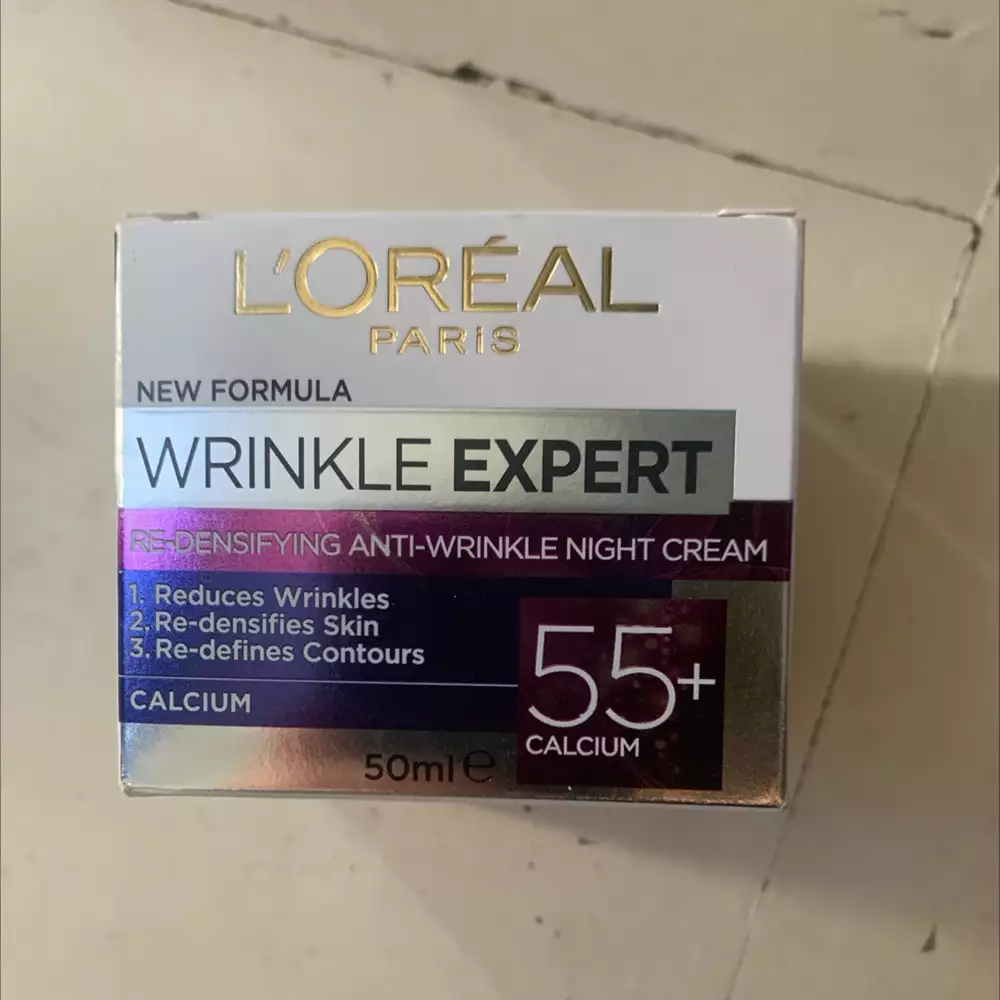 L'ORÉAL
PARIS
NEW FORMULA
WRINKLE EXPERT
RE-DENSIFYING ANTI-WRINKLE NIGHT CREAM
1. Reduces Wrinkles
2. Re-densifies Skin
3. Re-defines Contours
CALCIUM
55+
CALCIUM
50ml ℮